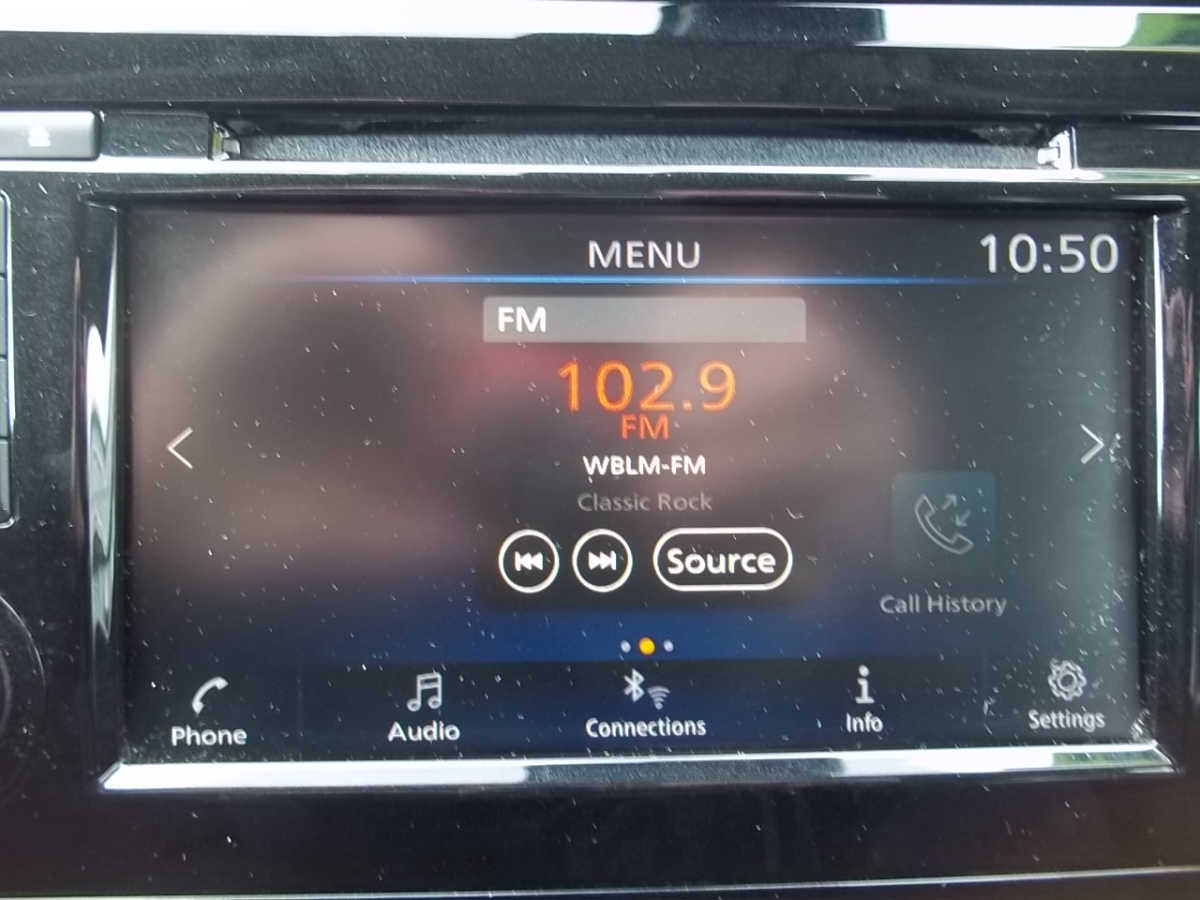 MENU
10:50
FM
102.9
FM
WBLM-FM
Classic Rock
Source
Call History
Phone
Audio
Connections
Info
Settings